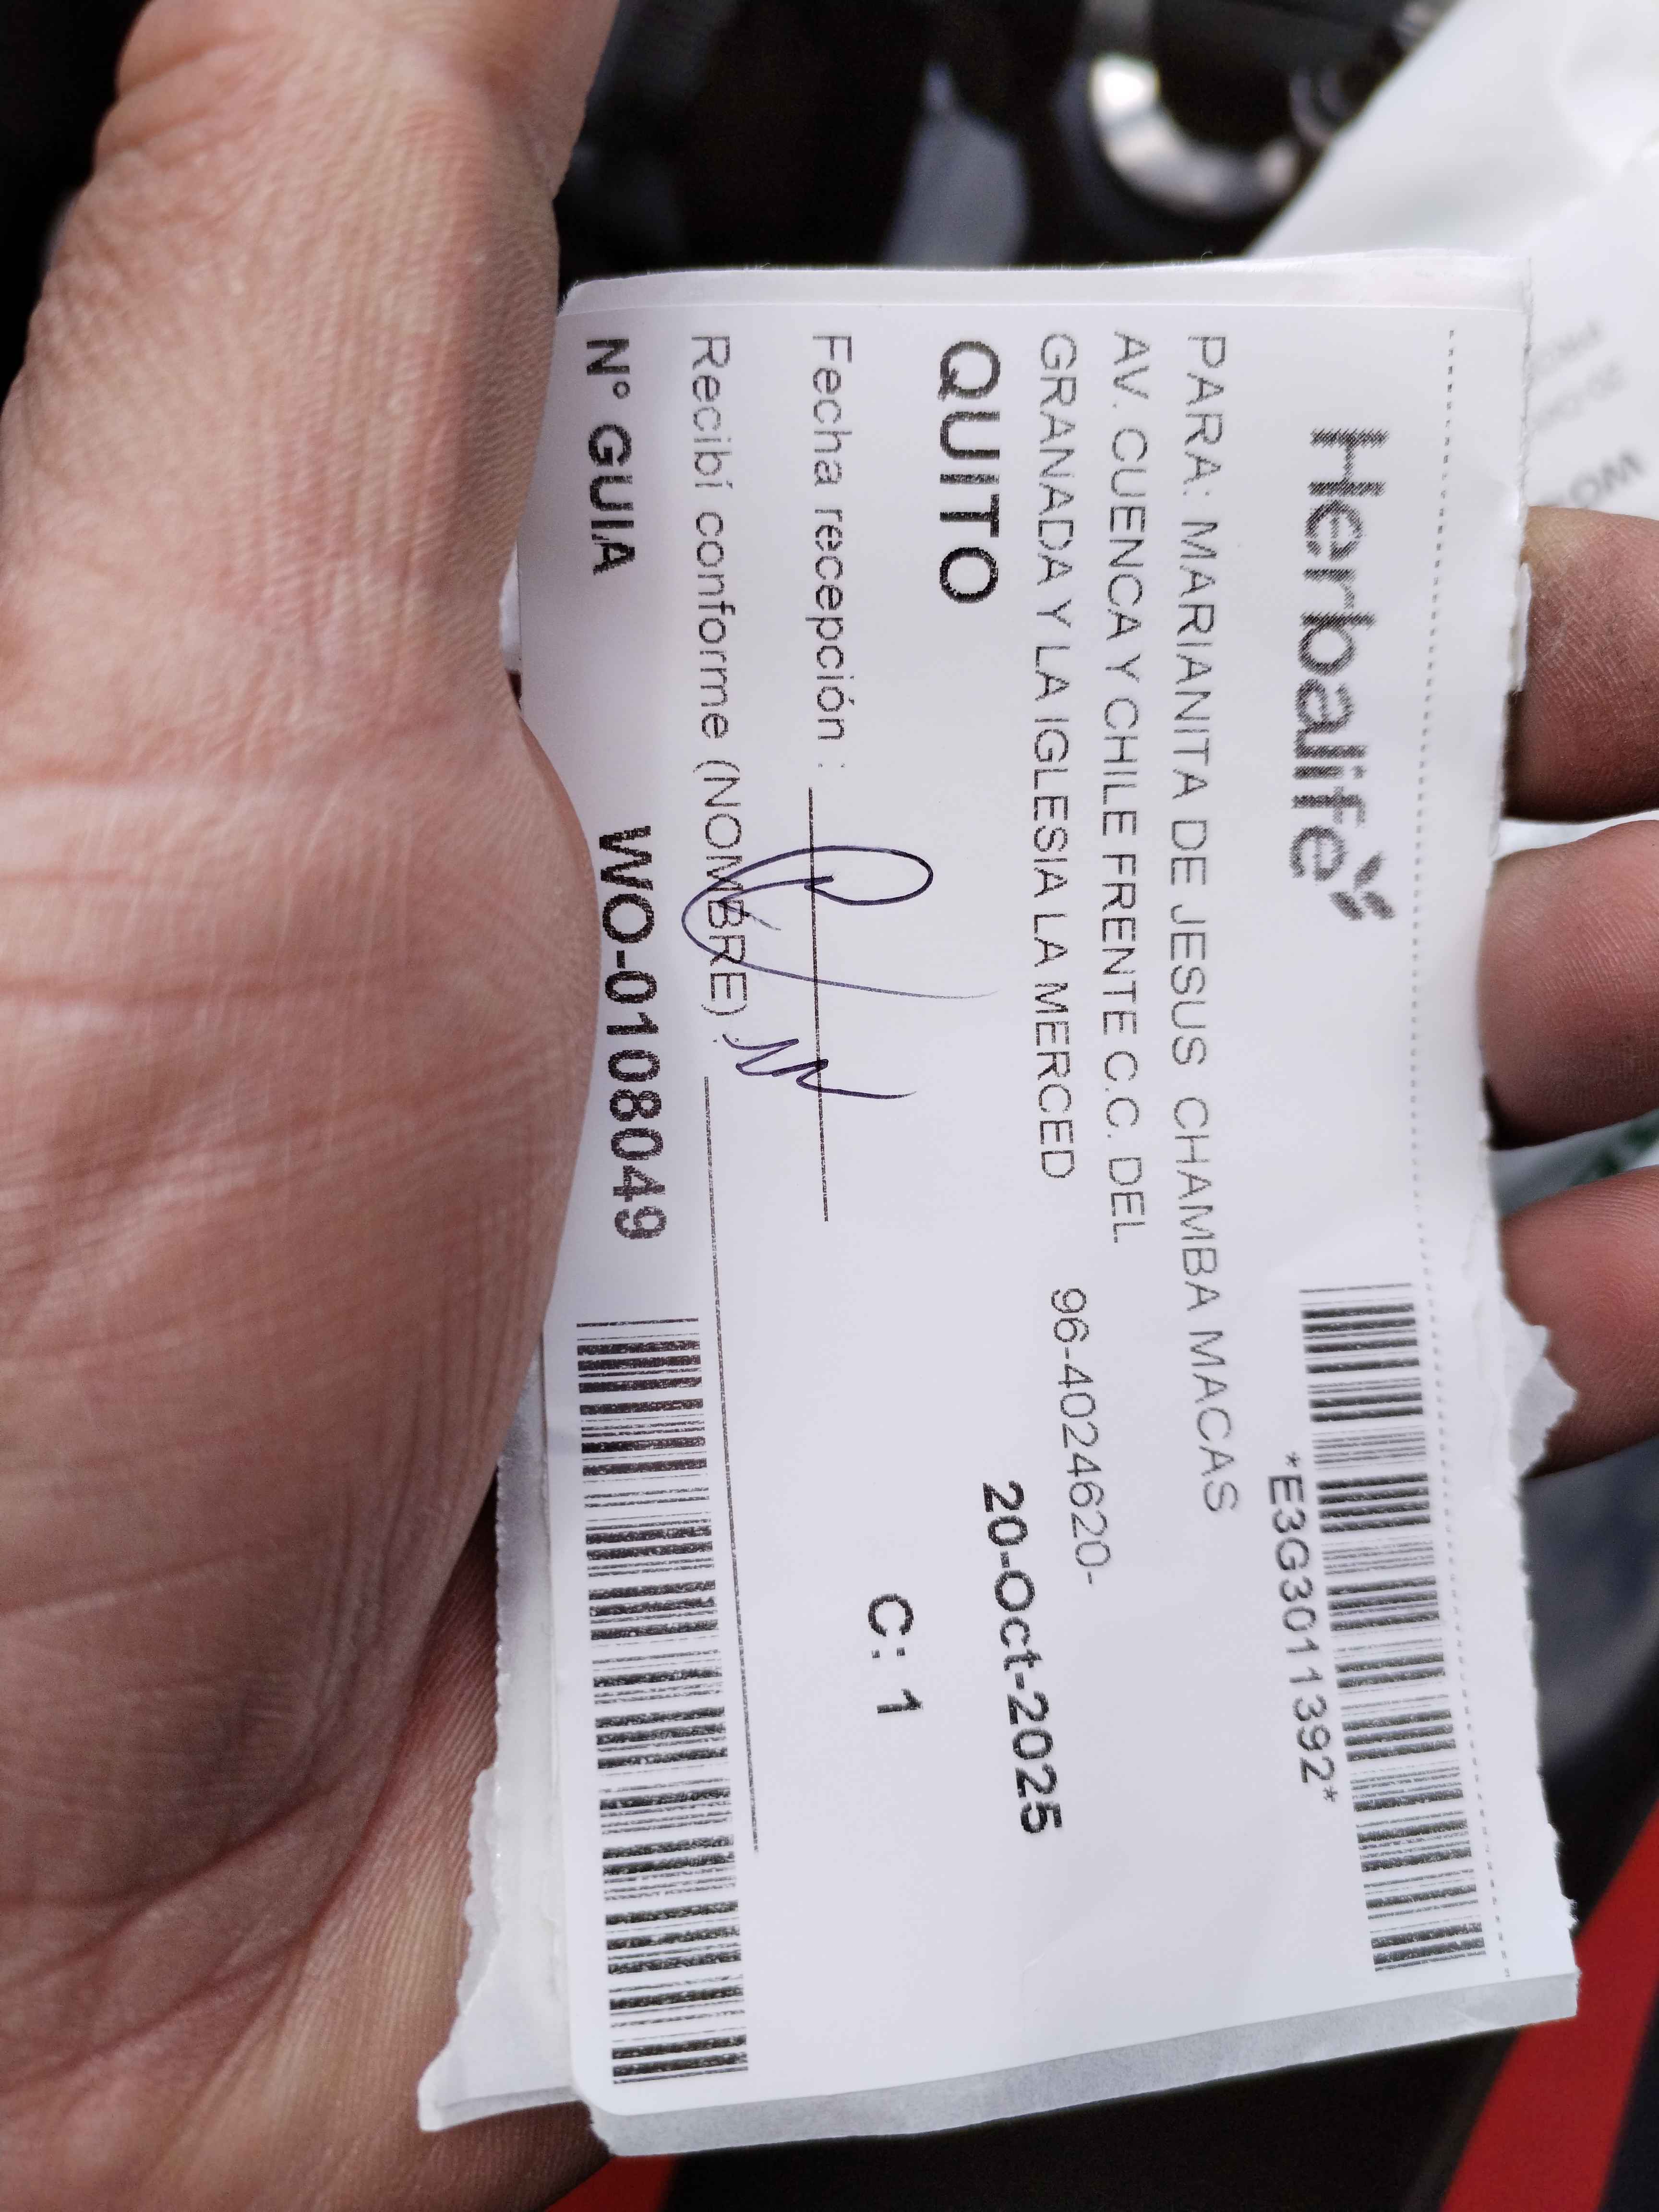 Herbalife
*E3G3011392*
PARA: MARIANITA DE JESUS CHAMBA MACAS
AV. CUENCA Y CHILE FRENTE C.C. DEL
GRANADA Y LA IGLESIA LA MERCED 96-4024620-
QUITO 20-Oct-2025
Fecha recepción :
C: 1
Recibí conforme (NOMBRE) :
N° GUIA WO-0108049